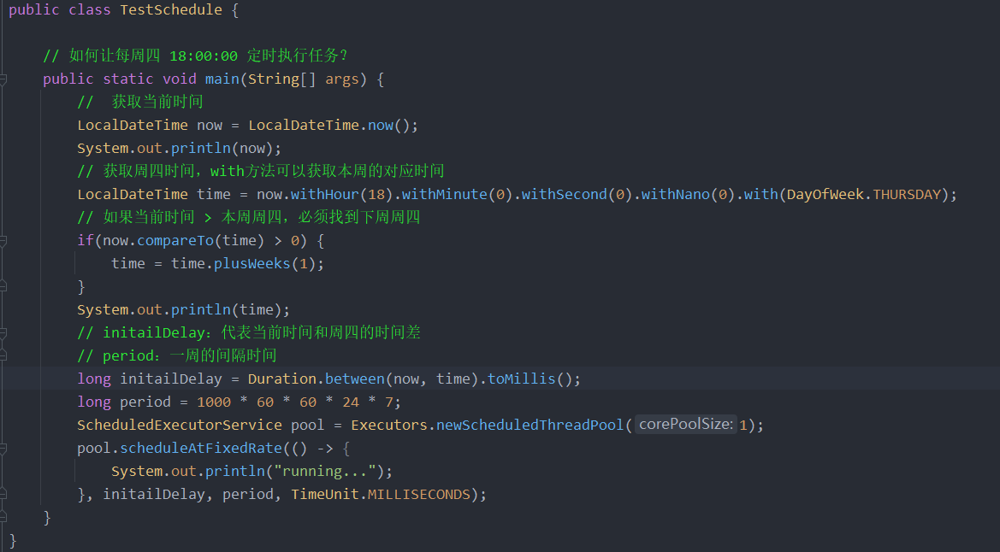 public class TestSchedule {
// 如何让每周四 18:00:00 定时执行任务?
public static void main(String[] args) {
// 获取当前时间
LocalDateTime now = LocalDateTime.now();
System.out.println(now);
// 获取周四时间，with方法可以获取本周的对应时间
LocalDateTime time = now.withHour(18).withMinute(0).withSecond(0).withNano(0).with(DayOfWeek.THURSDAY);
// 如果当前时间 > 本周周四，必须找到下周周四
if(now.compareTo(time) > 0) {
time = time.plusWeeks(1);
}
System.out.println(time);
// initailDelay：代表当前时间和周四的时间差
// period：一周的间隔时间
long initailDelay = Duration.between(now, time).toMillis();
long period = 1000 * 60 * 60 * 24 * 7;
ScheduledExecutorService pool = Executors.newScheduledThreadPool( corePoolSize: 1);
pool.scheduleAtFixedRate(() -> {
System.out.println("running...");
}, initailDelay, period, TimeUnit.MILLISECONDS);
}
}